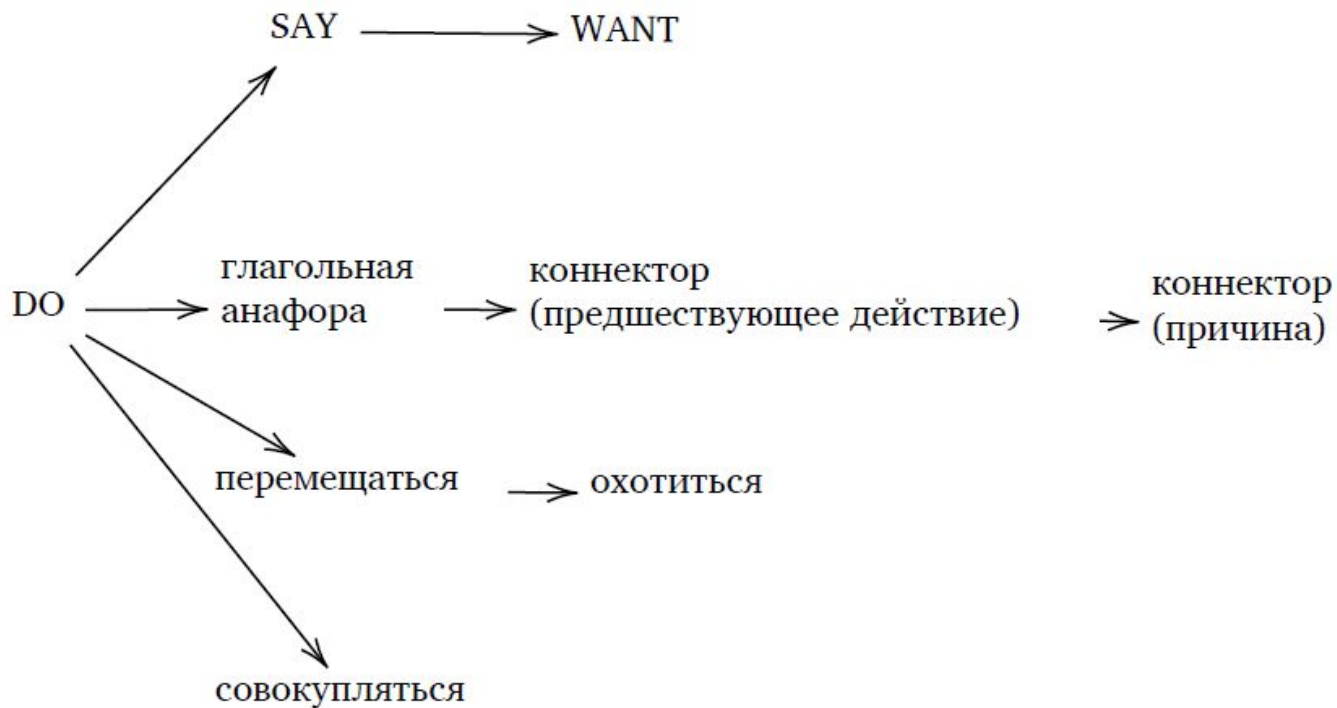 SAY
WANT
DO
глагольная
анафора
коннектор
(предшествующее действие)
коннектор
(причина)
перемещаться
охотиться
совокупляться